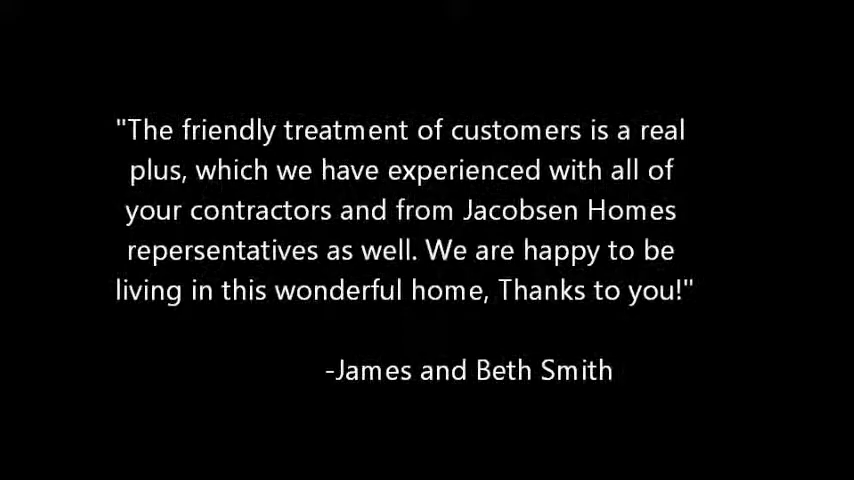 "The friendly treatment of customers is a real
plus, which we have experienced with all of
your contractors and from Jacobsen Homes
repersentatives as well. We are happy to be
living in this wonderful home, Thanks to you!"
-James and Beth Smith